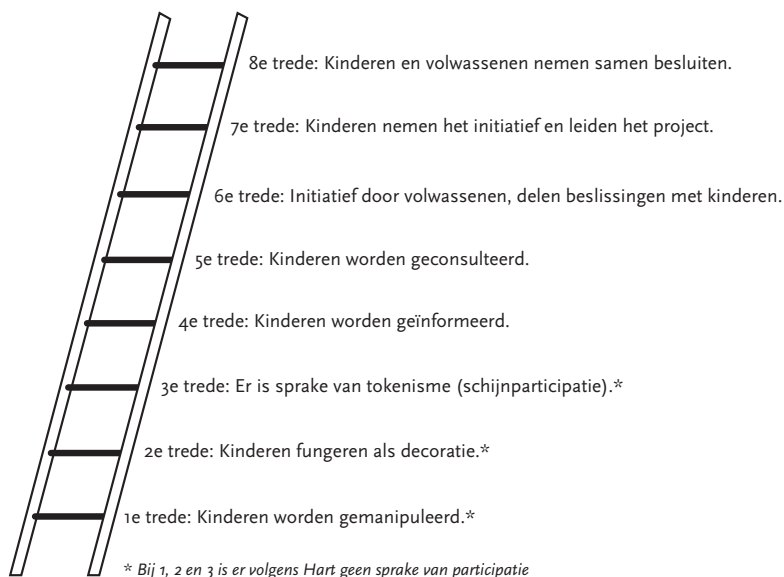 8e trede: Kinderen en volwassenen nemen samen besluiten.
7e trede: Kinderen nemen het initiatief en leiden het project.
6e trede: Initiatief door volwassenen, delen beslissingen met kinderen.
5e trede: Kinderen worden geconsulteerd.
4e trede: Kinderen worden geïnformeerd.
3e trede: Er is sprake van tokenisme (schijnparticipatie).*
2e trede: Kinderen fungeren als decoratie.*
1e trede: Kinderen worden gemanipuleerd.*
* Bij 1, 2 en 3 is er volgens Hart geen sprake van participatie